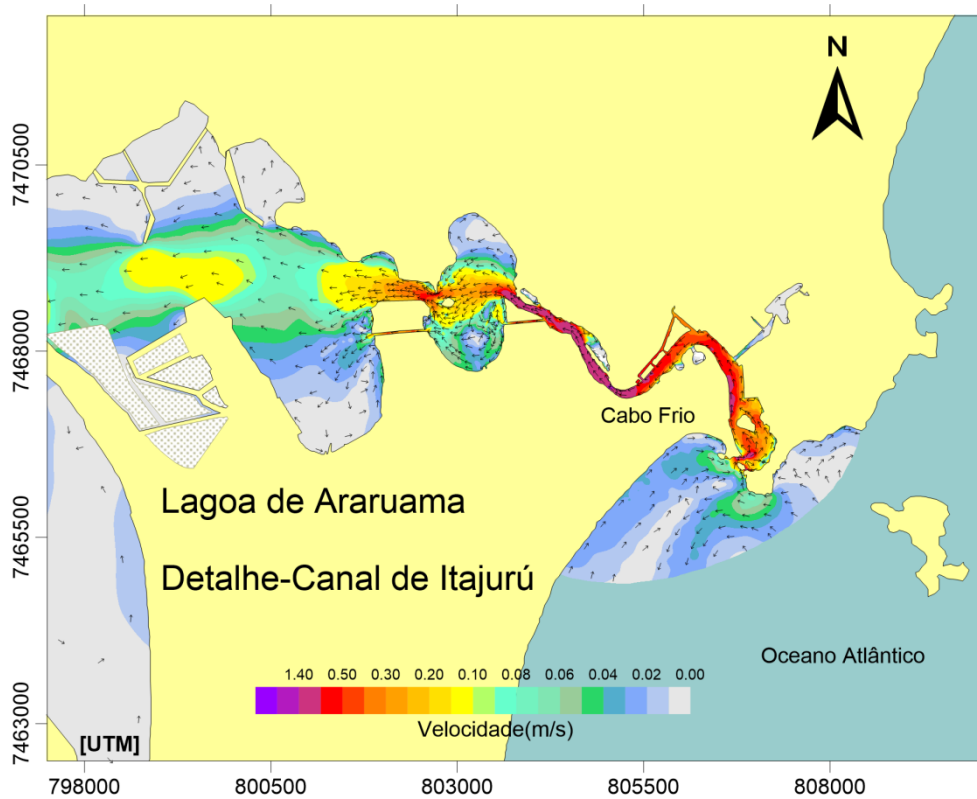 N
7470500
7468000
7465500
7463000
Cabo Frio
Lagoa de Araruama
Detalhe-Canal de Itajurú
Oceano Atlântico
1.40 0.50 0.30 0.20 0.10 0.08 0.06 0.04 0.02 0.00
Velocidade(m/s)
[UTM]
798000 800500 803000 805500 808000